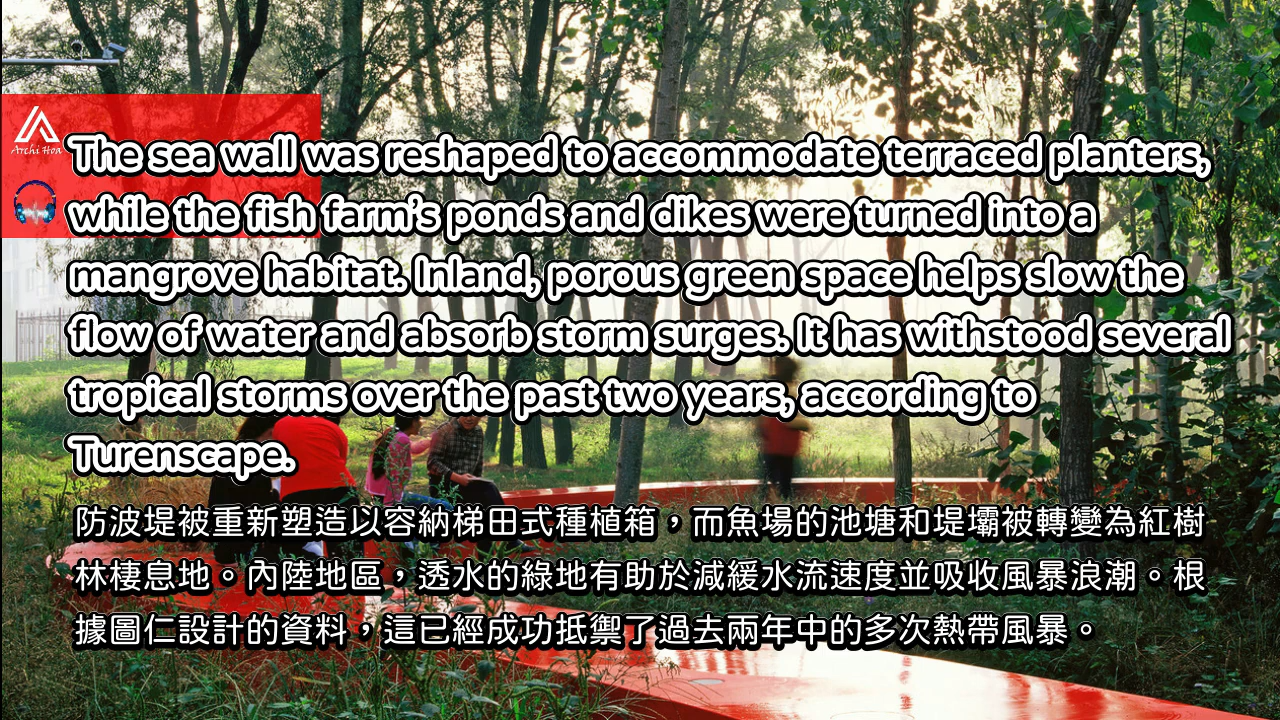 Archi Hoa
The sea wall was reshaped to accommodate terraced planters,
while the fish farm's ponds and dikes were turned into a
mangrove habitat. Inland, porous green space helps slow the
flow of water and absorb storm surges. It has withstood several
tropical storms over the past two years, according to
Turenscape.
防波堤被重新塑造以容納梯田式種植箱，而魚場的池塘和堤壩被轉變為紅樹
林棲息地。內陸地區，透水的綠地有助於減緩水流速度並吸收風暴浪潮。根
據圖仁設計的資料，這已經成功抵禦了過去兩年中的多次熱帶風暴。